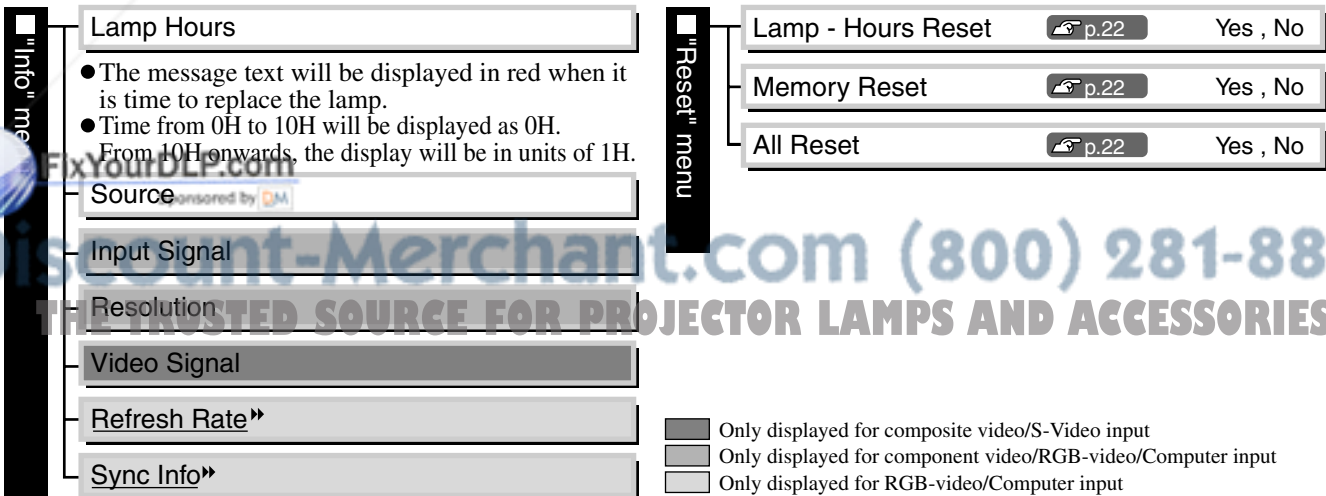 "Info" me
Lamp Hours
●The message text will be displayed in red when it
is time to replace the lamp.
●Time from 0H to 10H will be displayed as 0H.
From 10H onwards, the display will be in units of 1H.
FixYourDLP.com
Source
Sponsored by DM
Input Signal
Resolution
Video Signal
Refresh Rate
Sync Info
"Reset" menu
Lamp - Hours Reset p.22 Yes , No
Memory Reset p.22 Yes , No
All Reset p.22 Yes , No
iscount-Merchant.com (800) 281-88
THE TRUSTED SOURCE FOR PROJECTOR LAMPS AND ACCESSORIES
Only displayed for composite video/S-Video input
Only displayed for component video/RGB-video/Computer input
Only displayed for RGB-video/Computer input